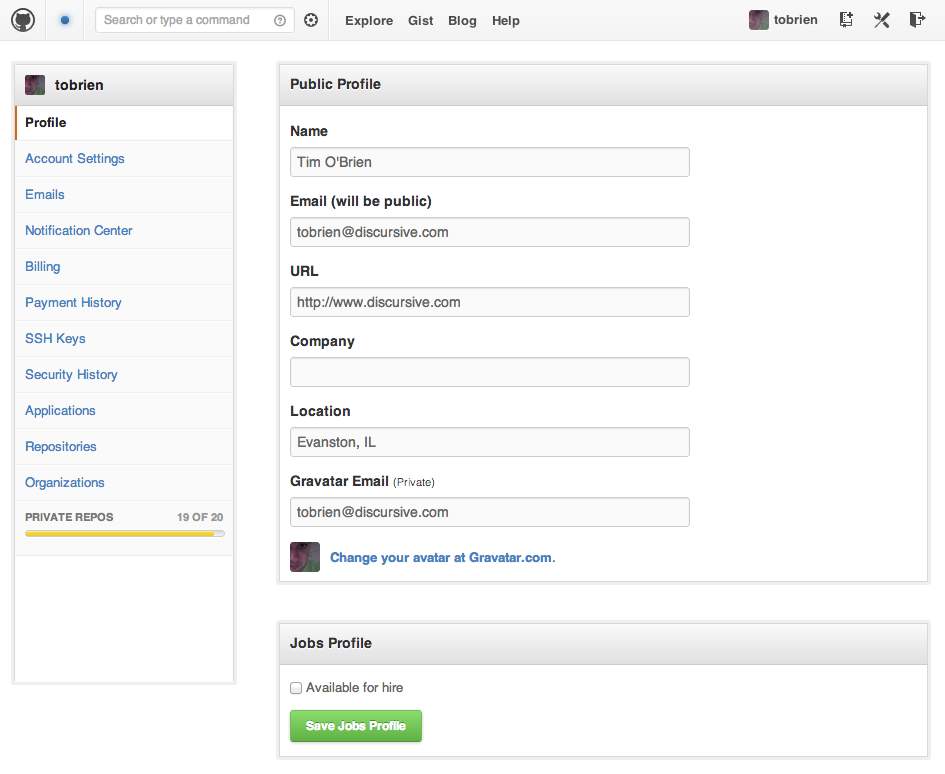 Search or type a command
Explore Gist Blog Help
tobrien
tobrien
Profile
Account Settings
Emails
Notification Center
Billing
Payment History
SSH Keys
Security History
Applications
Repositories
Organizations
PRIVATE REPOS 19 OF 20
Public Profile
Name
Tim O'Brien
Email (will be public)
tobrien@discursive.com
URL
http://www.discursive.com
Company
Location
Evanston, IL
Gravatar Email (Private)
tobrien@discursive.com
Change your avatar at Gravatar.com.
Jobs Profile
Available for hire
Save Jobs Profile